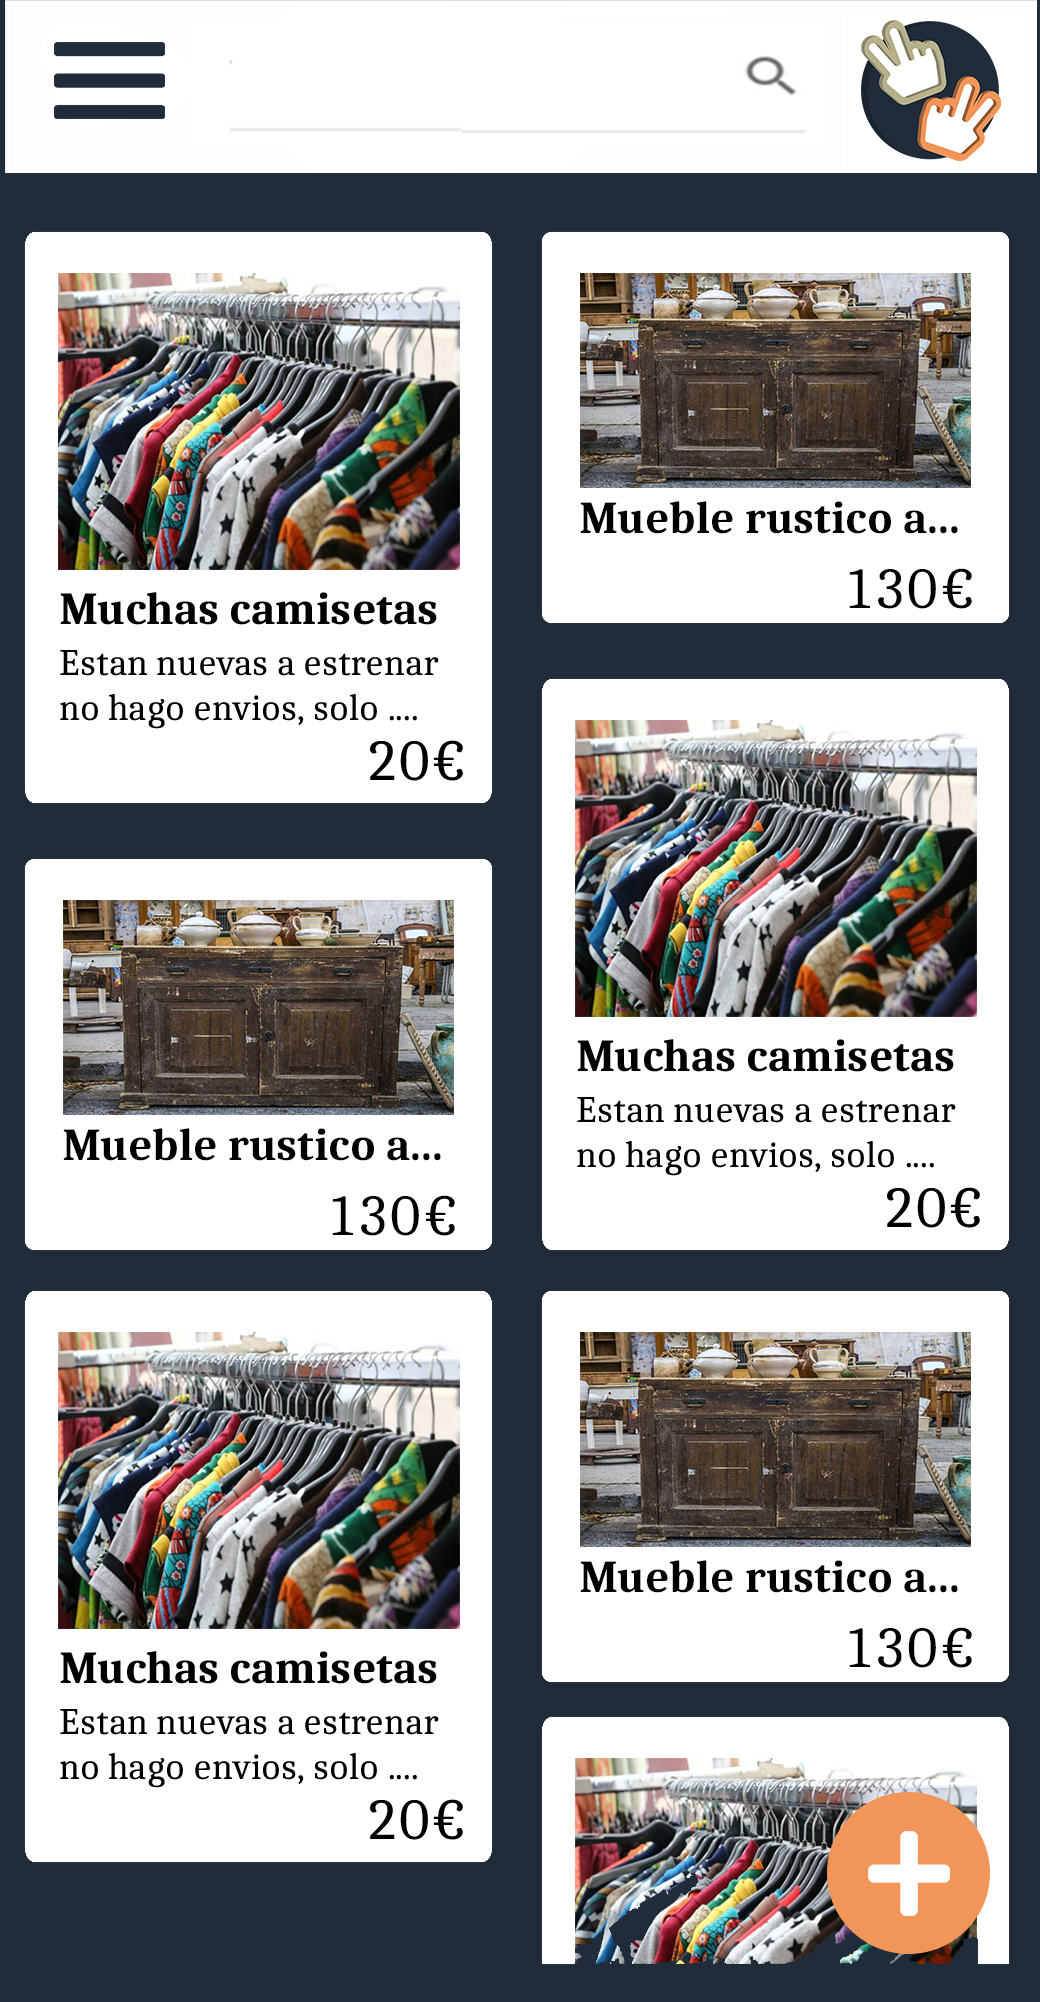 Muchas camisetas
Estan nuevas a estrenar
no hago envios, solo ....
20€
Mueble rustico a...
130€
Mueble rustico a...
130€
Muchas camisetas
Estan nuevas a estrenar
no hago envios, solo ....
20€
Muchas camisetas
Estan nuevas a estrenar
no hago envios, solo ....
20€
Mueble rustico a...
130€